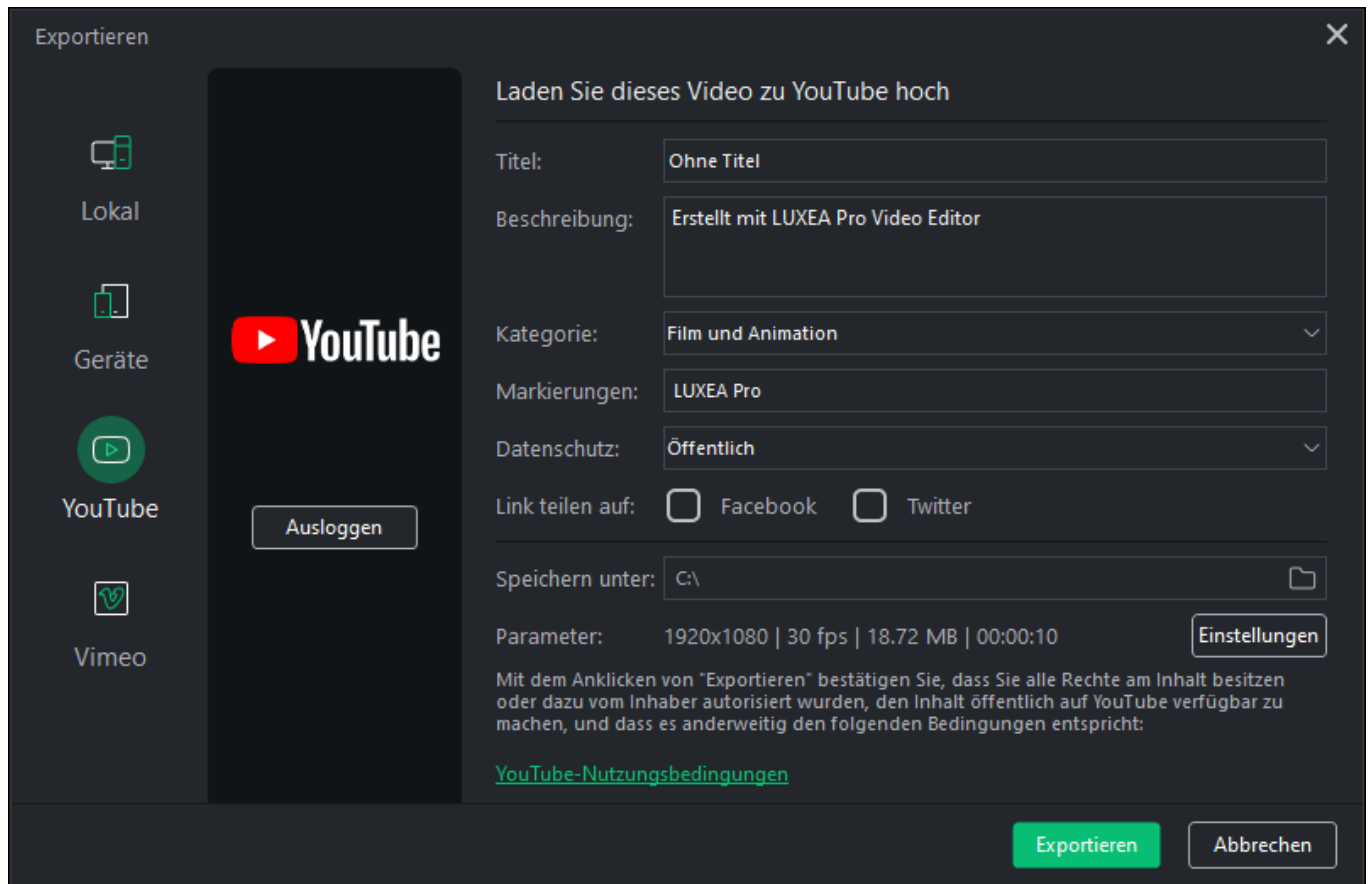 Exportieren
Lokal
Geräte
YouTube
Vimeo
YouTube
Ausloggen
Laden Sie dieses Video zu YouTube hoch
Titel: Ohne Titel
Beschreibung: Erstellt mit LUXEA Pro Video Editor
Kategorie: Film und Animation
Markierungen: LUXEA Pro
Datenschutz: Öffentlich
Link teilen auf: Facebook Twitter
Speichern unter: C:\
Parameter: 1920x1080 | 30 fps | 18.72 MB | 00:00:10 Einstellungen
Mit dem Anklicken von "Exportieren" bestätigen Sie, dass Sie alle Rechte am Inhalt besitzen
oder dazu vom Inhaber autorisiert wurden, den Inhalt öffentlich auf YouTube verfügbar zu
machen, und dass es anderweitig den folgenden Bedingungen entspricht:
YouTube-Nutzungsbedingungen
Exportieren Abbrechen